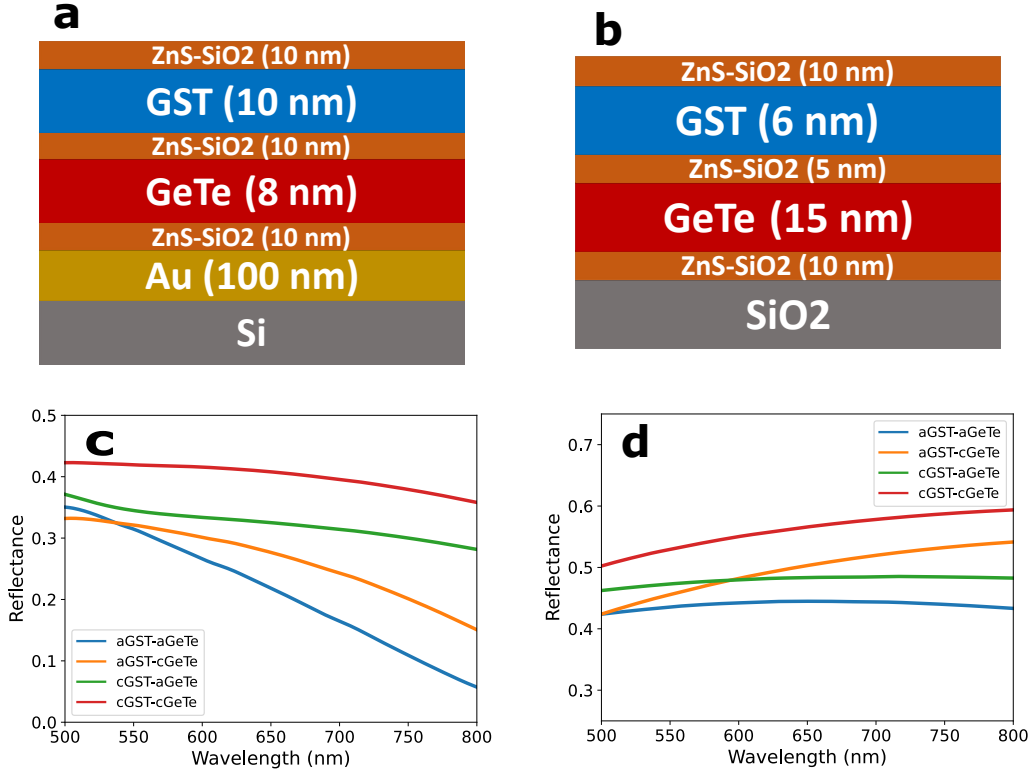 a
ZnS-SiO2 (10 nm)
GST (10 nm)
ZnS-SiO2 (10 nm)
GeTe (8 nm)
ZnS-SiO2 (10 nm)
Au (100 nm)
Si
b
ZnS-SiO2 (10 nm)
GST (6 nm)
ZnS-SiO2 (5 nm)
GeTe (15 nm)
ZnS-SiO2 (10 nm)
SiO2
c
Reflectance
0.5
0.4
0.3
0.2
0.1
0.0
aGST-aGeTe
aGST-cGeTe
cGST-aGeTe
cGST-cGeTe
500 550 600 650 700 750 800
Wavelength (nm)
d
Reflectance
0.7
0.6
0.5
0.4
0.3
aGST-aGeTe
aGST-cGeTe
cGST-aGeTe
cGST-cGeTe
500 550 600 650 700 750 800
Wavelength (nm)